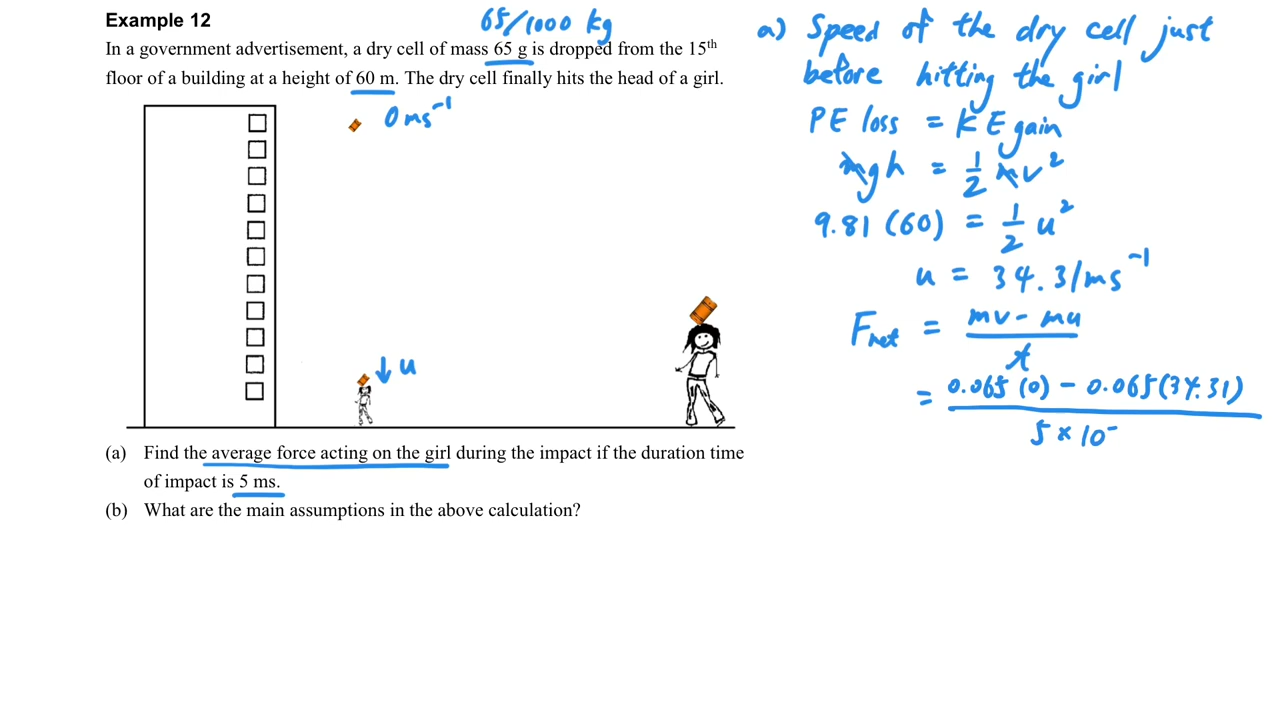 Example 12
65/1000 kg
In a government advertisement, a dry cell of mass 65 g is dropped from the 15th
floor of a building at a height of 60 m. The dry cell finally hits the head of a girl.
0 ms⁻¹
↓ u
(a) Find the average force acting on the girl during the impact if the duration time
of impact is 5 ms.
(b) What are the main assumptions in the above calculation?
a) Speed of the dry cell just
before hitting the girl
PE loss = KE gain
mgh = 1/2 mv²
9.81 (60) = 1/2 u²
u = 34.31 ms⁻¹
Fnet = (mv - mu) / t
= (0.065 (0) - 0.065 (34.31)) / 5 × 10⁻